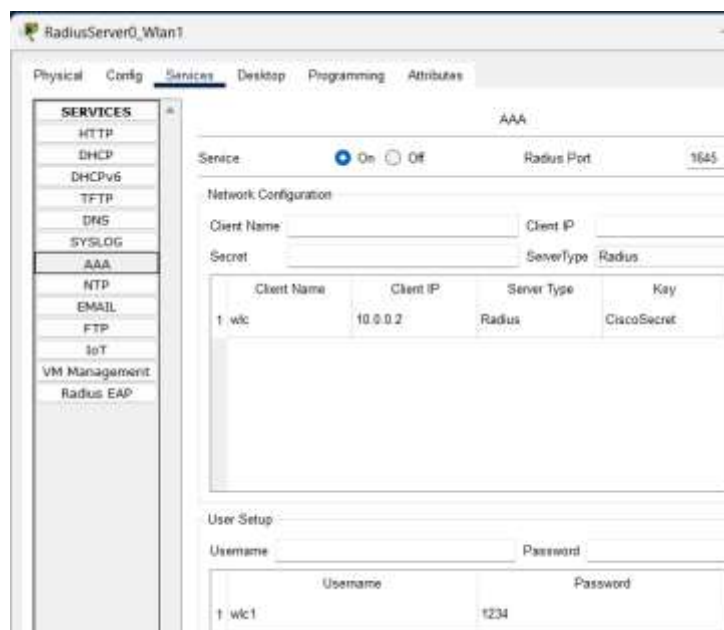 RadiusServer0_Wlan1
Physical Config Services Desktop Programming Attributes
SERVICES
HTTP
DHCP
DHCPv6
TFTP
DNS
SYSLOG
AAA
NTP
EMAIL
FTP
IoT
VM Management
Radius EAP
AAA
Service On Off Radius Port 1645
Network Configuration
Client Name Client IP
Secret ServerType Radius
Client Name Client IP Server Type Key
1 wlc 10.0.0.2 Radius CiscoSecret
User Setup
Username Password
Username Password
1 wlc1 1234